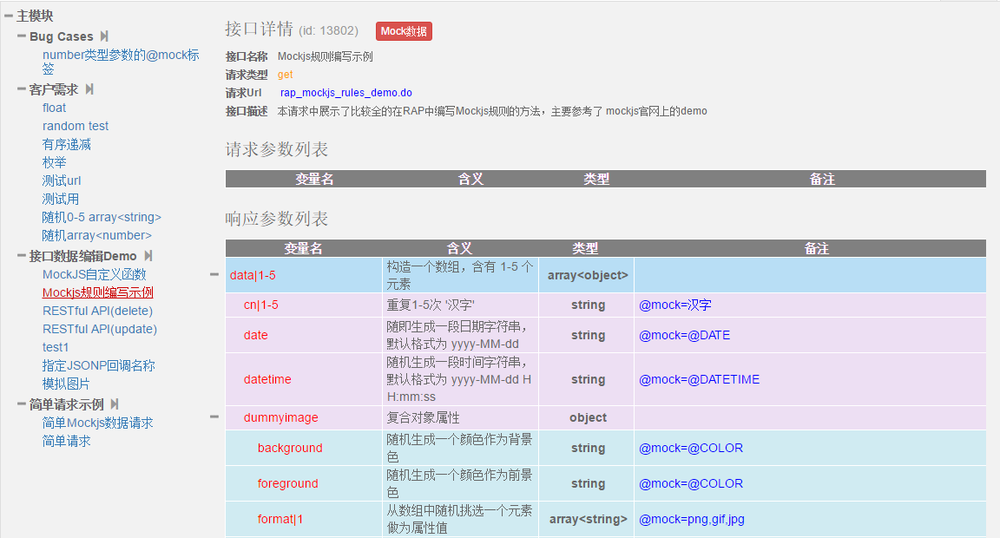 主模块
Bug Cases
number类型参数的@mock标
签
客户需求
float
random test
有序递减
枚举
测试url
测试用
随机0-5 array<string>
随机array<number>
接口数据编辑Demo
MockJS自定义函数
Mockjs规则编写示例
RESTful API(delete)
RESTful API(update)
test1
指定JSONP回调名称
模拟图片
简单请求示例
简单Mockjs数据请求
简单请求
接口详情 (id: 13802) Mock数据
接口名称 Mockjs规则编写示例
请求类型 get
请求Url rap_mockjs_rules_demo.do
接口描述 本请求中展示了比较全的在RAP中编写Mockjs规则的方法，主要参考了 mockjs官网上的demo
请求参数列表
变量名 含义 类型 备注
响应参数列表
变量名 含义 类型 备注
data|1-5 构造一个数组，含有 1-5 个 array<object>
元素
cn|1-5 重复1-5次 '汉字' string @mock=汉字
date 随即生成一段日期字符串， string @mock=@DATE
默认格式为 yyyy-MM-dd
随机生成一段时间字符串，
datetime 默认格式为 yyyy-MM-dd H string @mock=@DATETIME
H:mm:ss
dummyimage 复合对象属性 object
background 随机生成一个颜色作为背景 string @mock=@COLOR
色
foreground 随机生成一个颜色作为前景 string @mock=@COLOR
色
format|1 从数组中随机挑选一个元素 array<string> @mock=png,gif,jpg
做为属性值